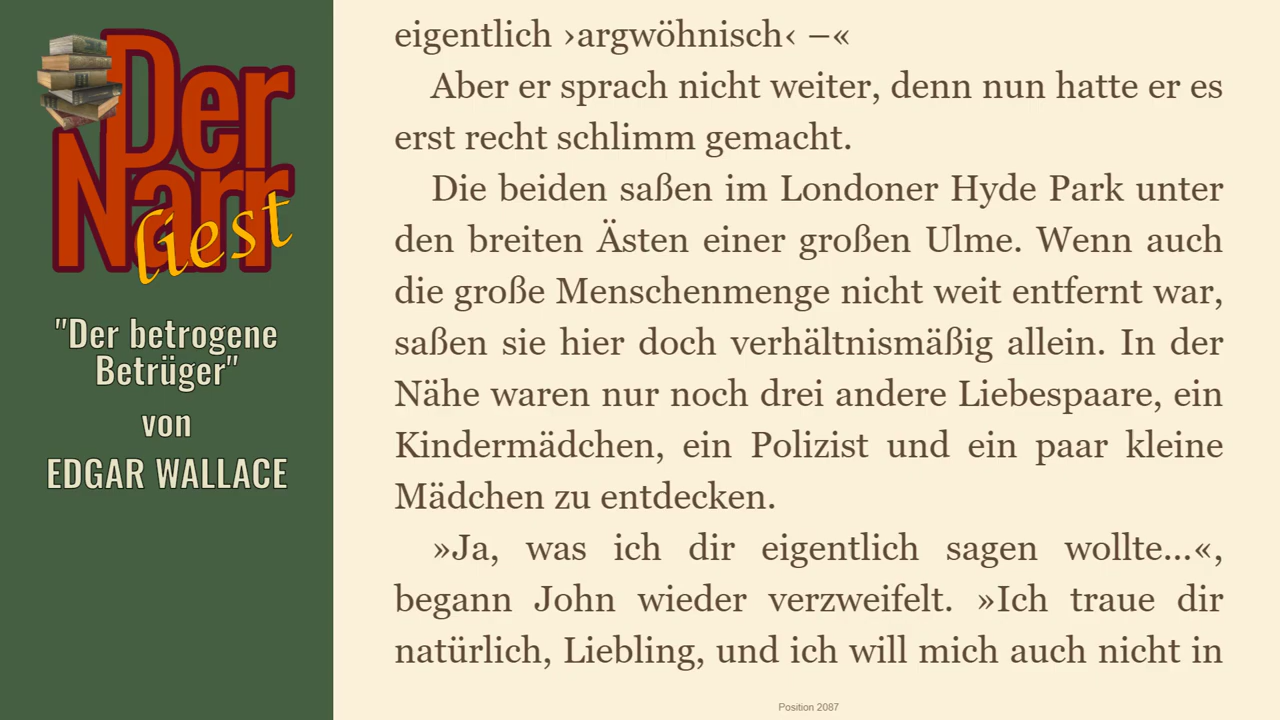 Der
Narr
liest
"Der betrogene
Betrüger"
von
EDGAR WALLACE
eigentlich ›argwöhnisch‹ –«
Aber er sprach nicht weiter, denn nun hatte er es
erst recht schlimm gemacht.
Die beiden saßen im Londoner Hyde Park unter
den breiten Ästen einer großen Ulme. Wenn auch
die große Menschenmenge nicht weit entfernt war,
saßen sie hier doch verhältnismäßig allein. In der
Nähe waren nur noch drei andere Liebespaare, ein
Kindermädchen, ein Polizist und ein paar kleine
Mädchen zu entdecken.
»Ja, was ich dir eigentlich sagen wollte...«,
begann John wieder verzweifelt. »Ich traue dir
natürlich, Liebling, und ich will mich auch nicht in
Position 2087